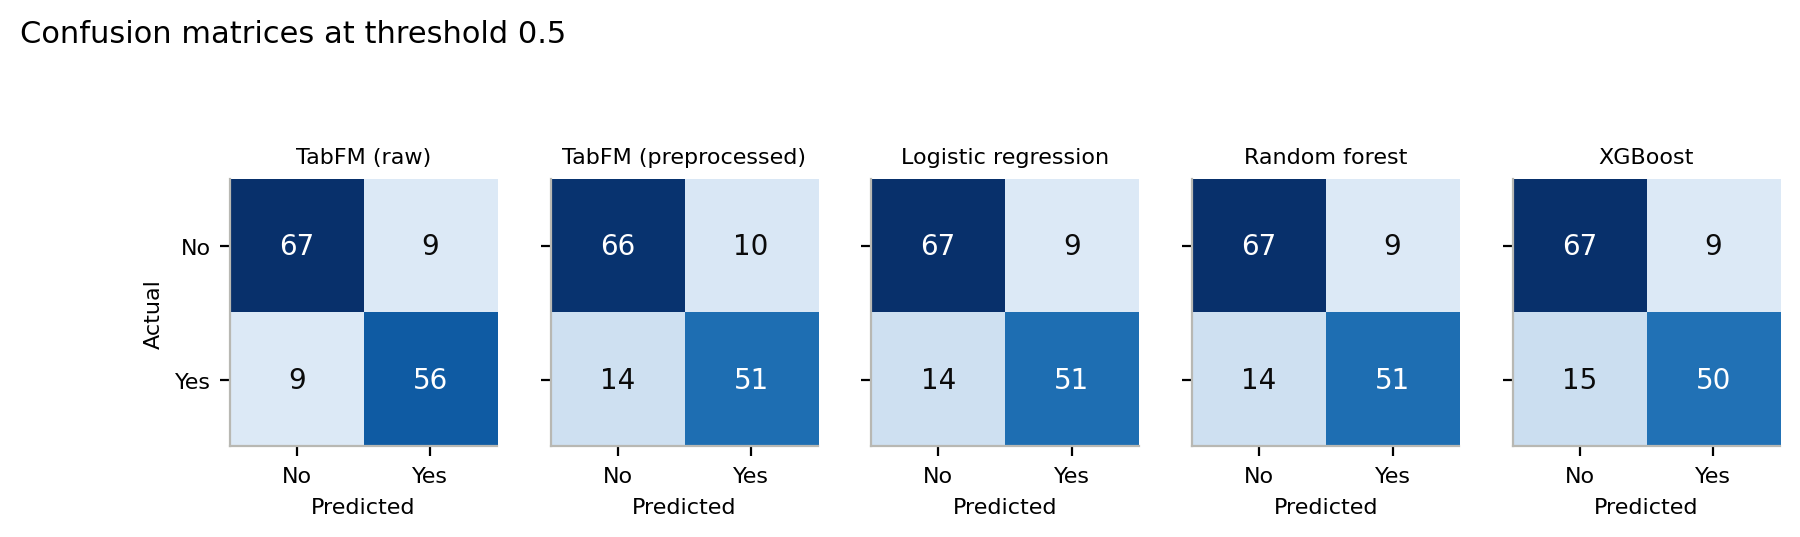 Confusion matrices at threshold 0.5
TabFM (raw) TabFM (preprocessed) Logistic regression Random forest XGBoost
No 67 9 66 10 67 9 67 9 67 9
Actual
Yes 9 56 14 51 14 51 14 51 15 50
No Yes No Yes No Yes No Yes No Yes
Predicted Predicted Predicted Predicted Predicted